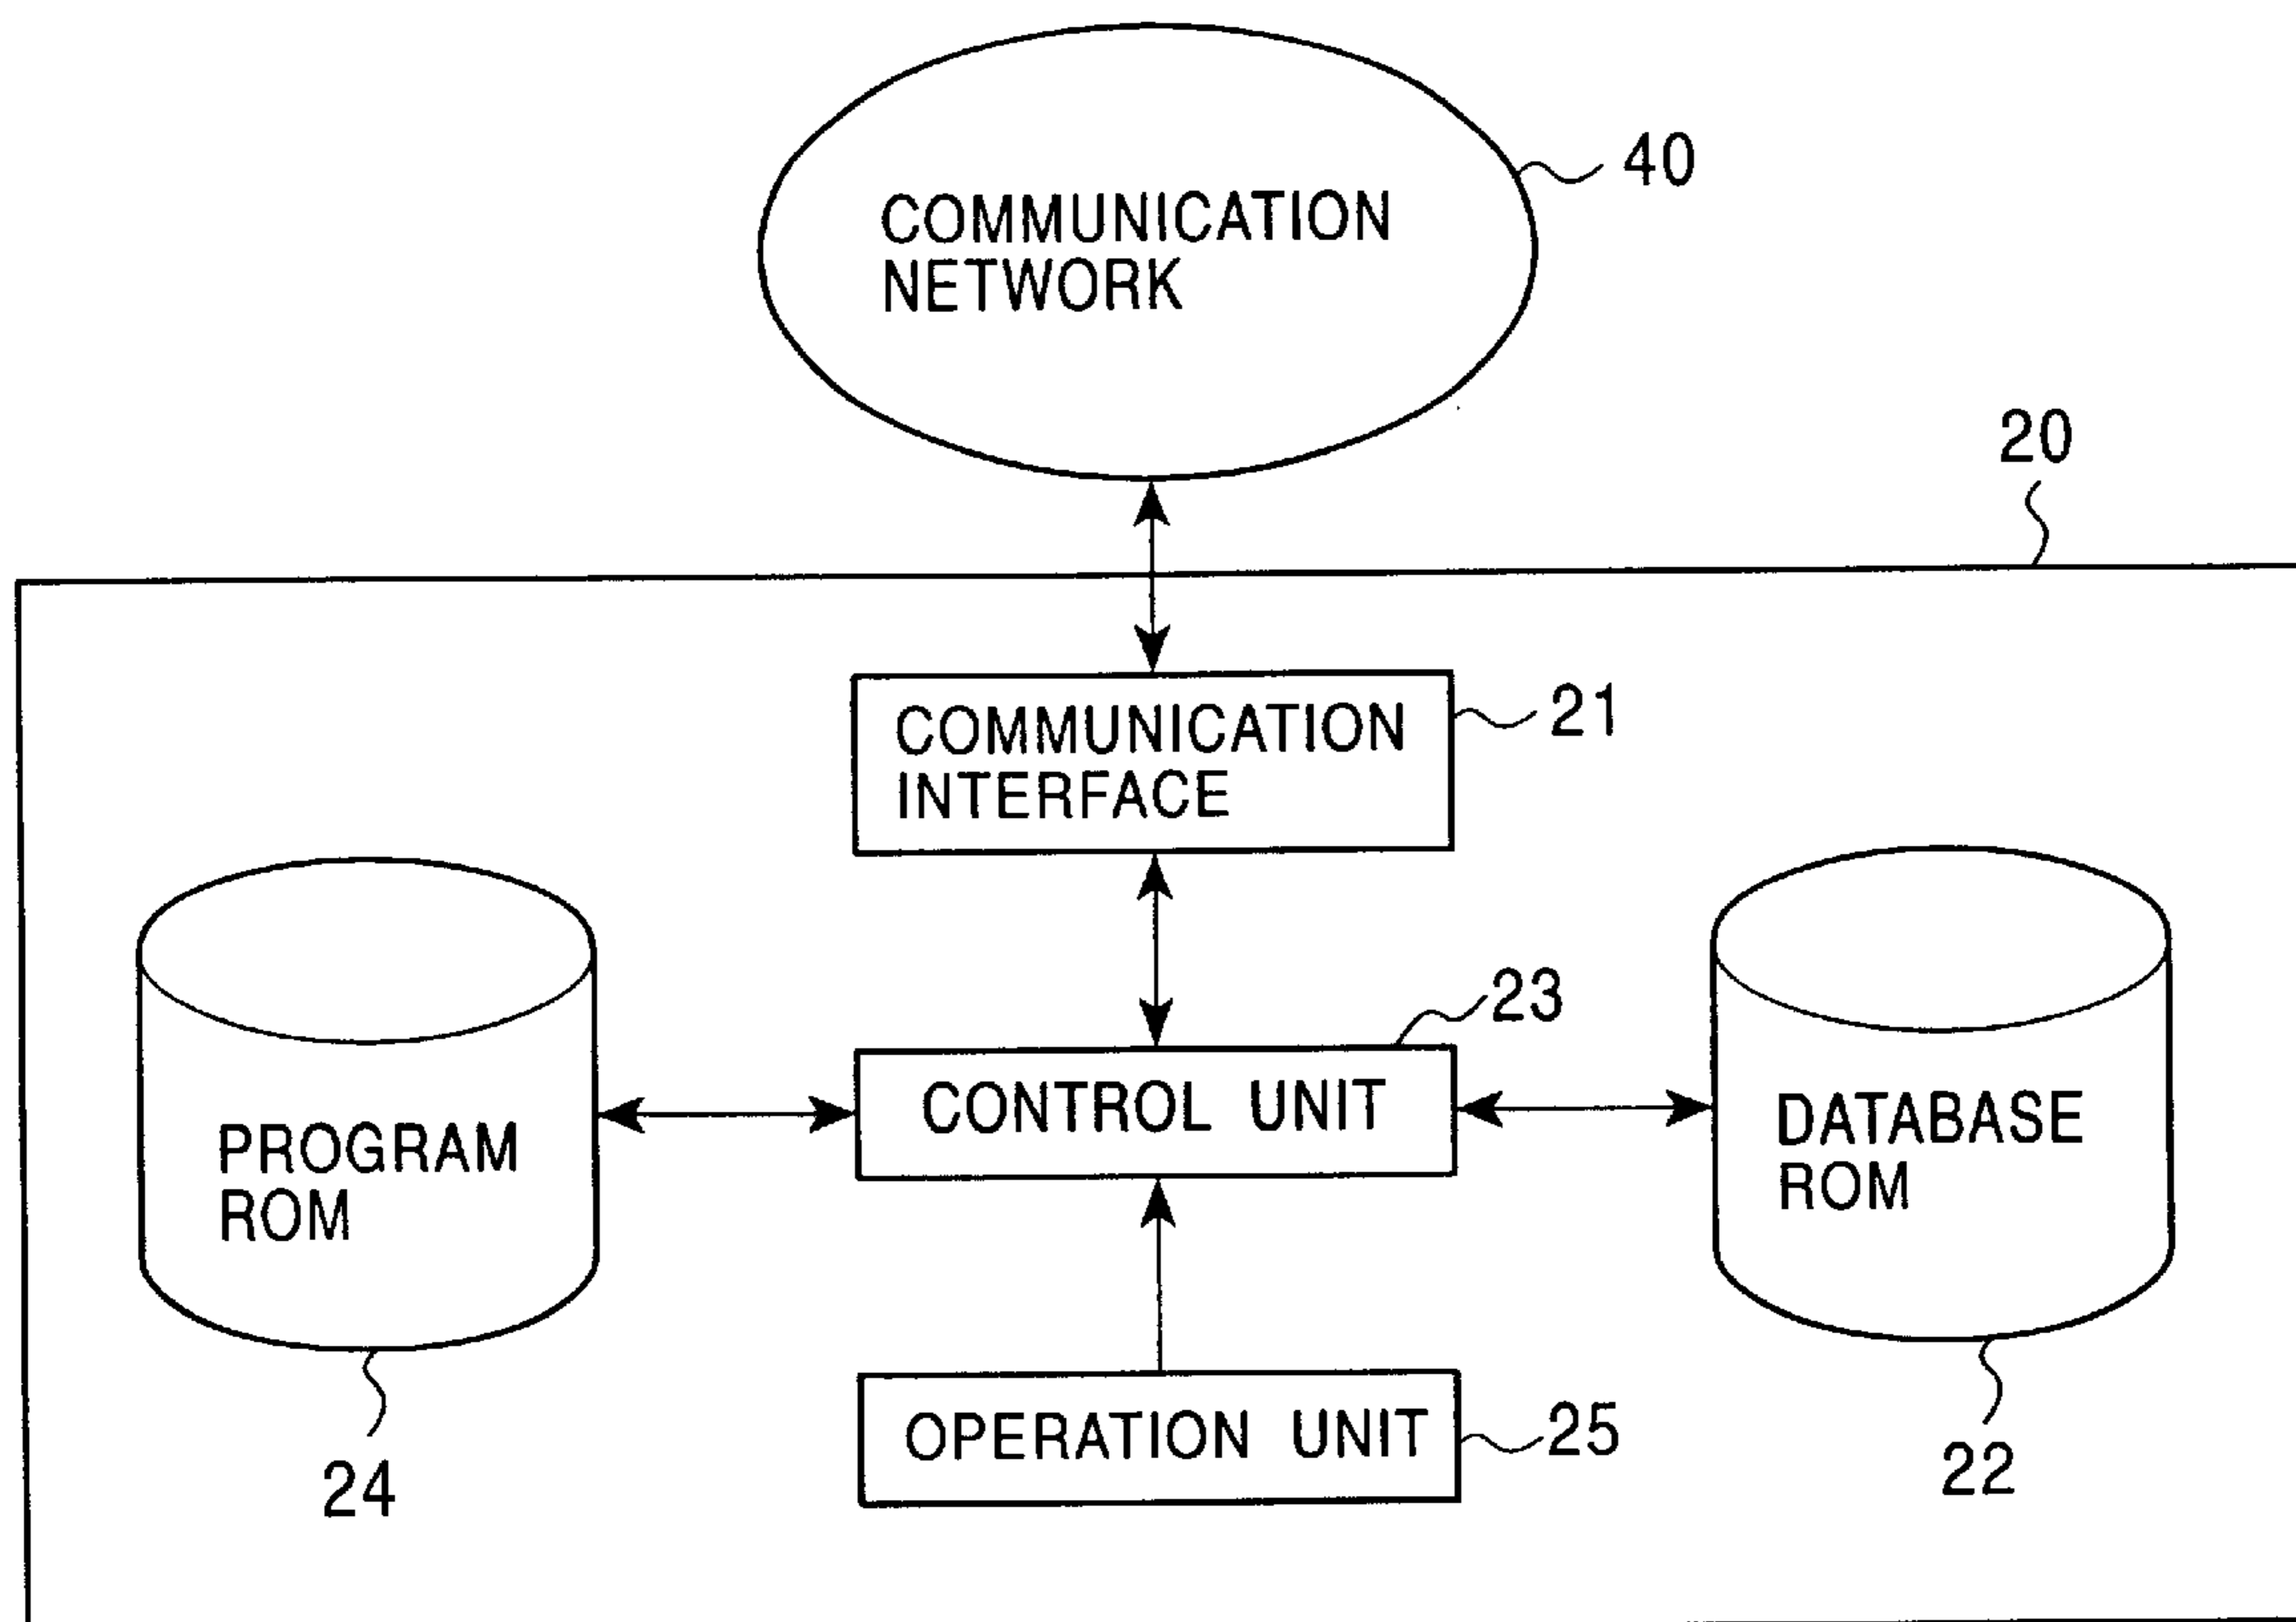 COMMUNICATION
NETWORK
40
20
COMMUNICATION
INTERFACE
21
23
CONTROL UNIT
PROGRAM
ROM
DATABASE
ROM
OPERATION UNIT
25
24
22